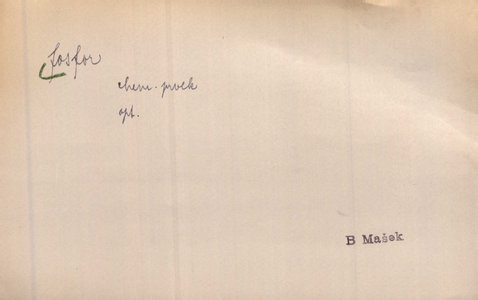 fosfor
chem. prvek
opt.
B Mašek